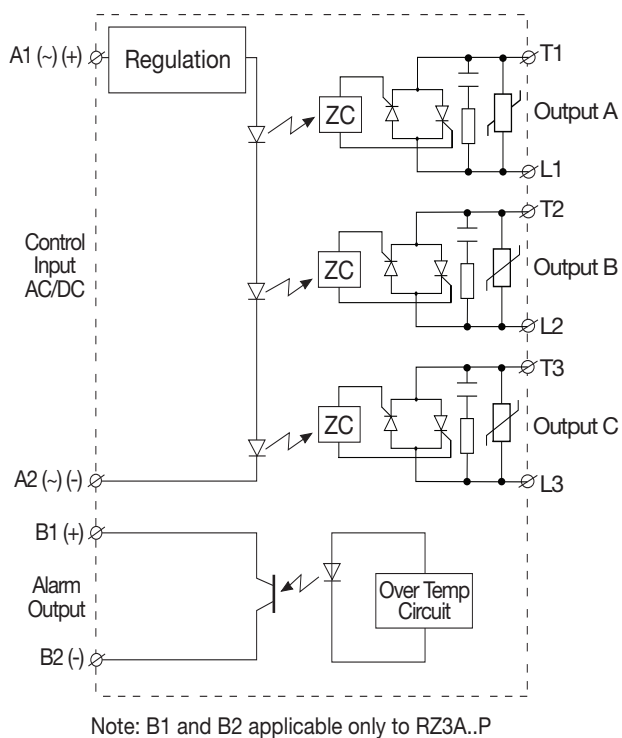 A1 (~) (+)
Regulation
T1
ZC
Output A
L1
T2
Control
Input
AC/DC
ZC
Output B
L2
T3
ZC
Output C
A2 (~) (-)
L3
B1 (+)
Alarm
Output
Over Temp
Circuit
B2 (-)
Note: B1 and B2 applicable only to RZ3A..P